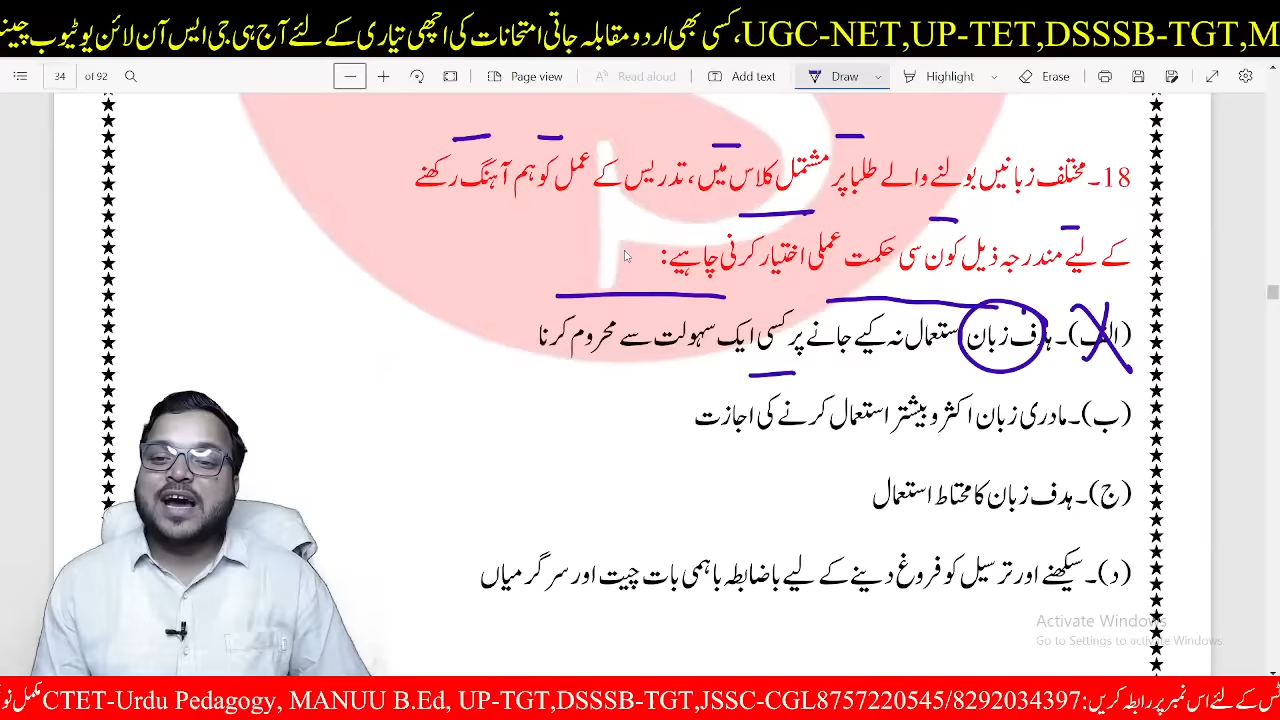 ، کسی بھی اردو مقابلہ جاتی امتحانات کی اچھی تیاری کے لئے آج ہی جی ایس آن لائن یوٹیوب چینل UGC-NET,UP-TET,DSSSB-TGT,M
34 of 92 Page view Read aloud Add text Draw Highlight Erase
18۔ مختلف زبانیں بولنے والے طلبا پر مشتمل کلاس میں، تدریس کے عمل کو ہم آہنگ رکھنے
کے لیے مندرجہ ذیل کون سی حکمت عملی اختیار کرنی چاہیے:
(الف)۔ ہدف زبان استعمال نہ کیے جانے پر کسی ایک سہولت سے محروم کرنا
(ب)۔ مادری زبان اکثر و بیشتر استعمال کرنے کی اجازت
(ج)۔ ہدف زبان کا محتاط استعمال
(د)۔ سیکھنے اور ترسیل کو فروغ دینے کے لیے باضابطہ باہمی بات چیت اور سرگرمیاں
Activate Windows
Go to Settings to activate Windows.
ٹس کے لئے اس نمبر پر رابطہ کریں: CTET-Urdu Pedagogy, MANUU B.Ed, UP-TGT,DSSSB-TGT,JSSC-CGL8757220545/8292034397 مکمل نو